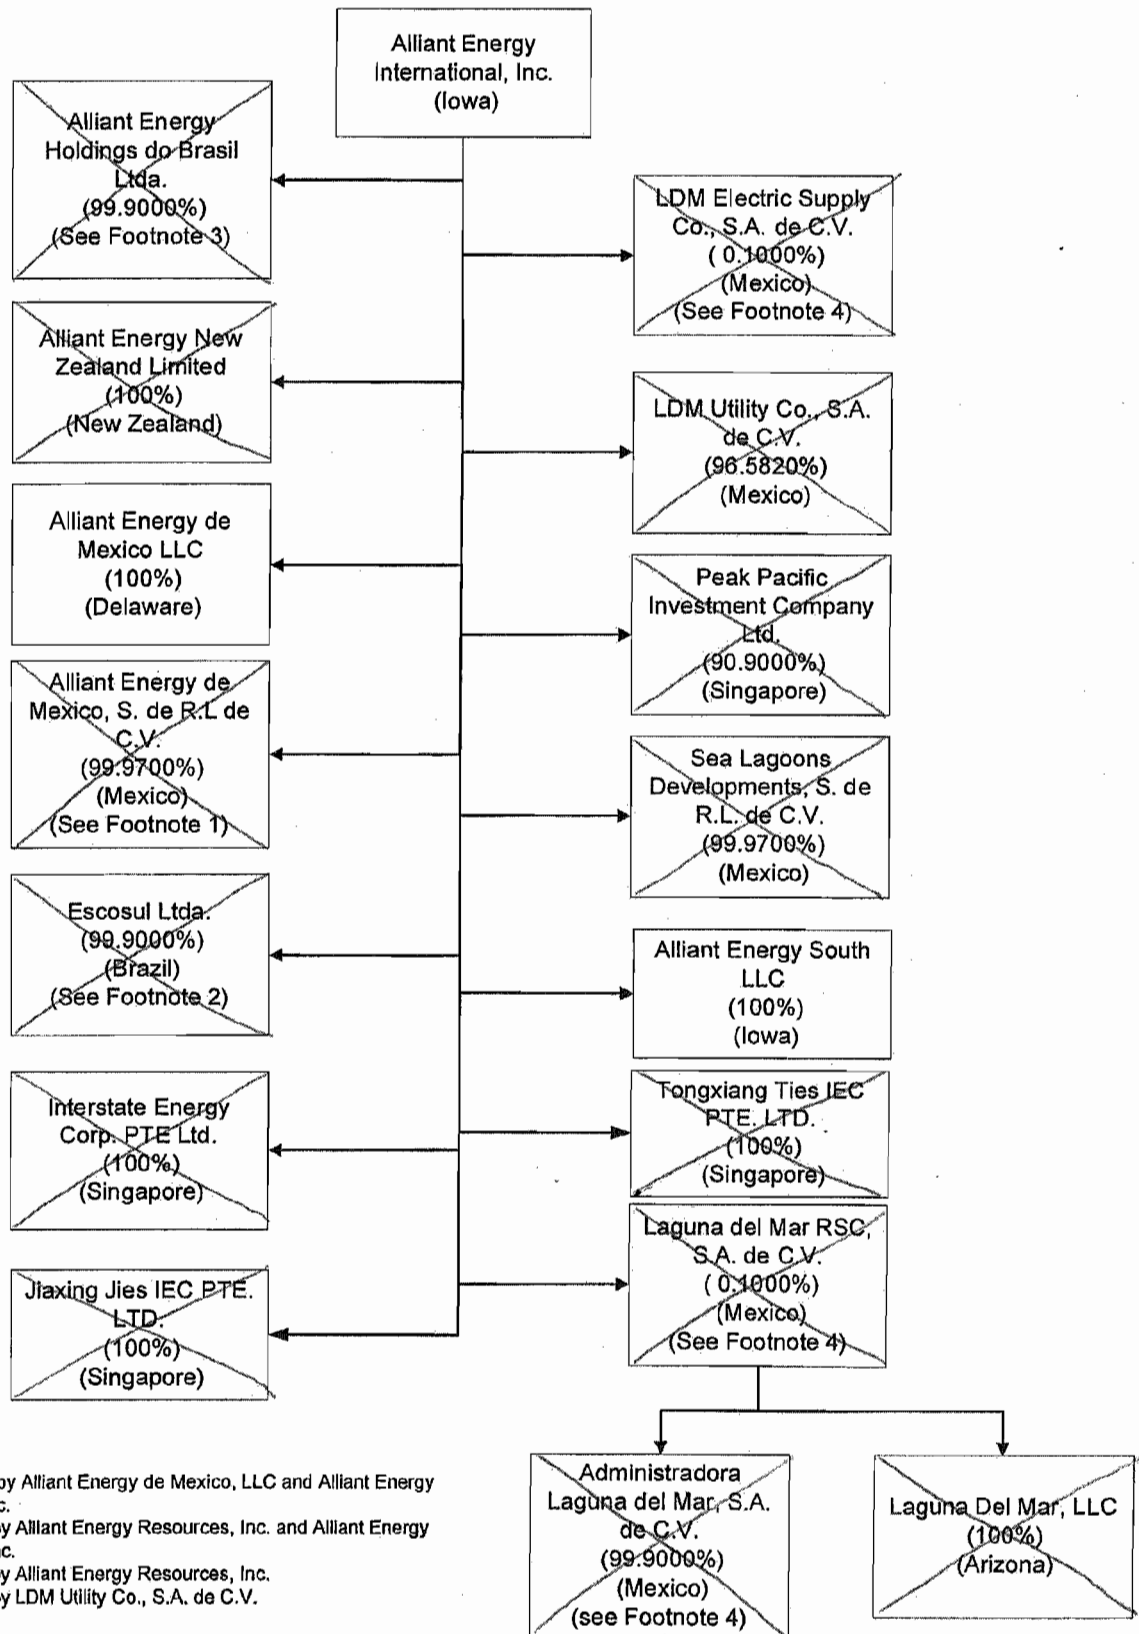 Alliant Energy
International, Inc.
(Iowa)
Alliant Energy
Holdings do Brasil
Ltda.
(99.9000%)
(See Footnote 3)
LDM Electric Supply
Co., S.A. de C.V.
( 0.1000%)
(Mexico)
(See Footnote 4)
Alliant Energy New
Zealand Limited
(100%)
(New Zealand)
LDM Utility Co., S.A.
de C.V.
(96.5820%)
(Mexico)
Alliant Energy de
Mexico LLC
(100%)
(Delaware)
Peak Pacific
Investment Company
Ltd.
(90.9000%)
(Singapore)
Alliant Energy de
Mexico, S. de R.L de
C.V.
(99.9700%)
(Mexico)
(See Footnote 1)
Sea Lagoons
Developments, S. de
R.L. de C.V.
(99.9700%)
(Mexico)
Escosul Ltda.
(99.9000%)
(Brazil)
(See Footnote 2)
Alliant Energy South
LLC
(100%)
(Iowa)
Interstate Energy
Corp. PTE Ltd.
(100%)
(Singapore)
Tongxiang Ties IEC
PTE. LTD.
(100%)
(Singapore)
Jiaxing Jies IEC PTE.
LTD.
(100%)
(Singapore)
Laguna del Mar RSC,
S.A. de C.V.
( 0.1000%)
(Mexico)
(See Footnote 4)
Administradora
Laguna del Mar, S.A.
de C.V.
(99.9000%)
(Mexico)
(see Footnote 4)
Laguna Del Mar, LLC
(100%)
(Arizona)
by Alliant Energy de Mexico, LLC and Alliant Energy
c.
by Alliant Energy Resources, Inc. and Alliant Energy
nc.
by Alliant Energy Resources, Inc.
by LDM Utility Co., S.A. de C.V.